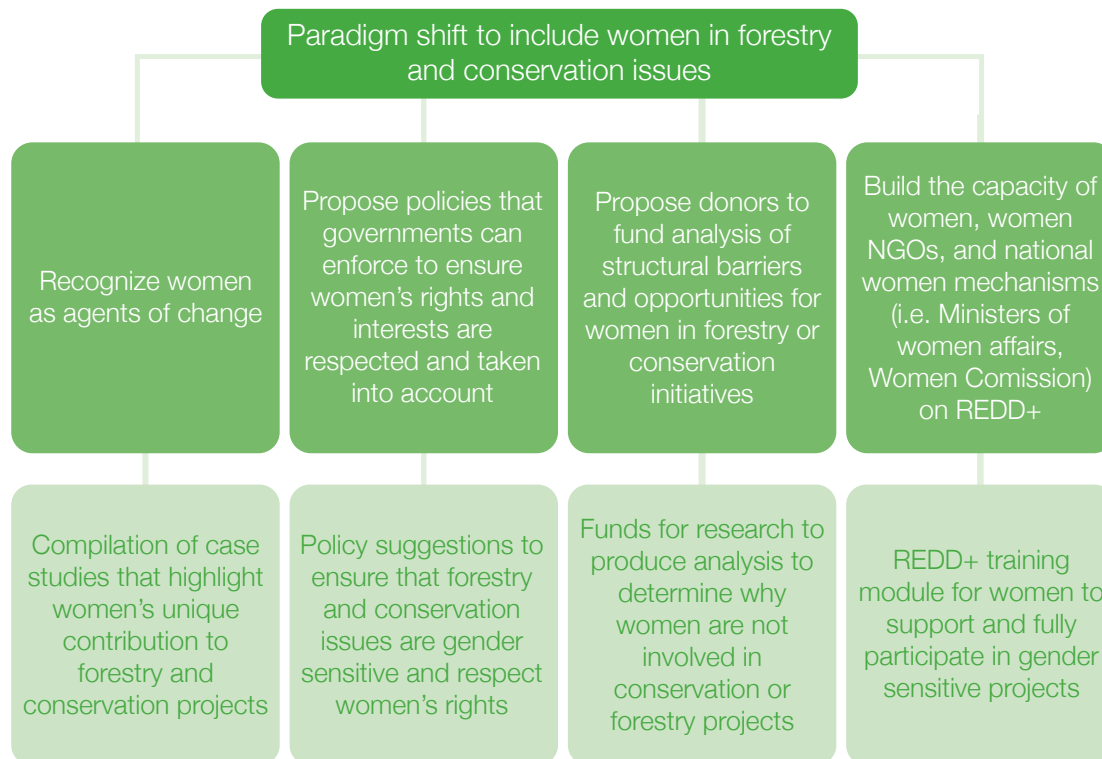 Paradigm shift to include women in forestry
and conservation issues
Recognize women
as agents of change
Propose policies that
governments can
enforce to ensure
women's rights and
interests are
respected and taken
into account
Propose donors to
fund analysis of
structural barriers
and opportunities for
women in forestry or
conservation
initiatives
Build the capacity of
women, women
NGOs, and national
women mechanisms
(i.e. Ministers of
women affairs,
Women Comission)
on REDD+
Compilation of case
studies that highlight
women's unique
contribution to
forestry and
conservation projects
Policy suggestions to
ensure that forestry
and conservation
issues are gender
sensitive and respect
women's rights
Funds for research to
produce analysis to
determine why
women are not
involved in
conservation or
forestry projects
REDD+ training
module for women to
support and fully
participate in gender
sensitive projects